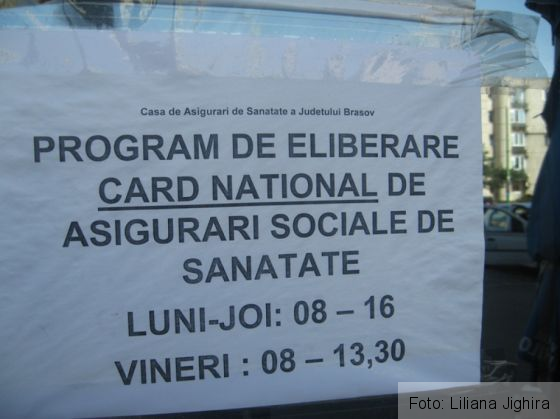 Casa de Asigurari de Sanatate a Judetului Brasov
PROGRAM DE ELIBERARE
CARD NATIONAL DE
ASIGURARI SOCIALE DE
SANATATE
LUNI-JOI: 08 – 16
VINERI : 08 – 13,30
Foto: Liliana Jighira